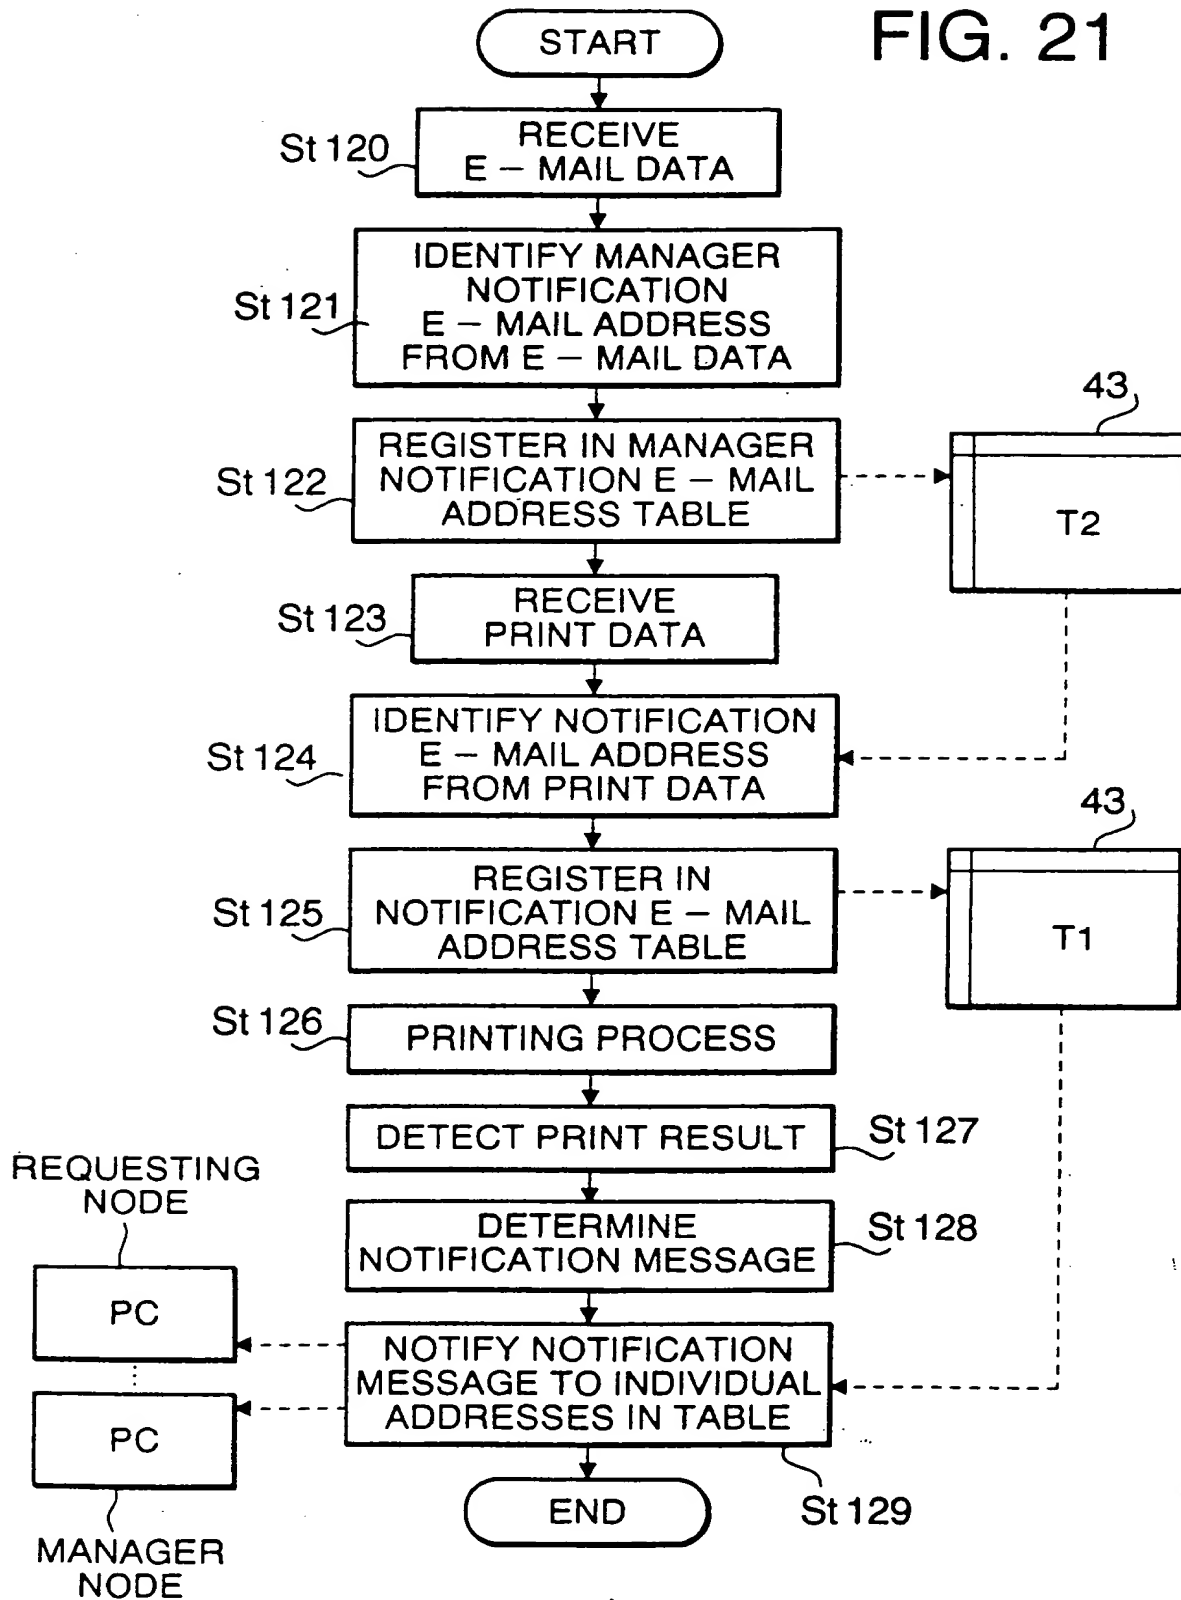 FIG. 21
START
St 120
RECEIVE
E – MAIL DATA
St 121
IDENTIFY MANAGER
NOTIFICATION
E – MAIL ADDRESS
FROM E – MAIL DATA
43
St 122
REGISTER IN MANAGER
NOTIFICATION E – MAIL
ADDRESS TABLE
T2
St 123
RECEIVE
PRINT DATA
St 124
IDENTIFY NOTIFICATION
E – MAIL ADDRESS
FROM PRINT DATA
43
St 125
REGISTER IN
NOTIFICATION E – MAIL
ADDRESS TABLE
T1
St 126
PRINTING PROCESS
DETECT PRINT RESULT
St 127
REQUESTING
NODE
DETERMINE
NOTIFICATION MESSAGE
St 128
PC
NOTIFY NOTIFICATION
MESSAGE TO INDIVIDUAL
ADDRESSES IN TABLE
PC
END
St 129
MANAGER
NODE